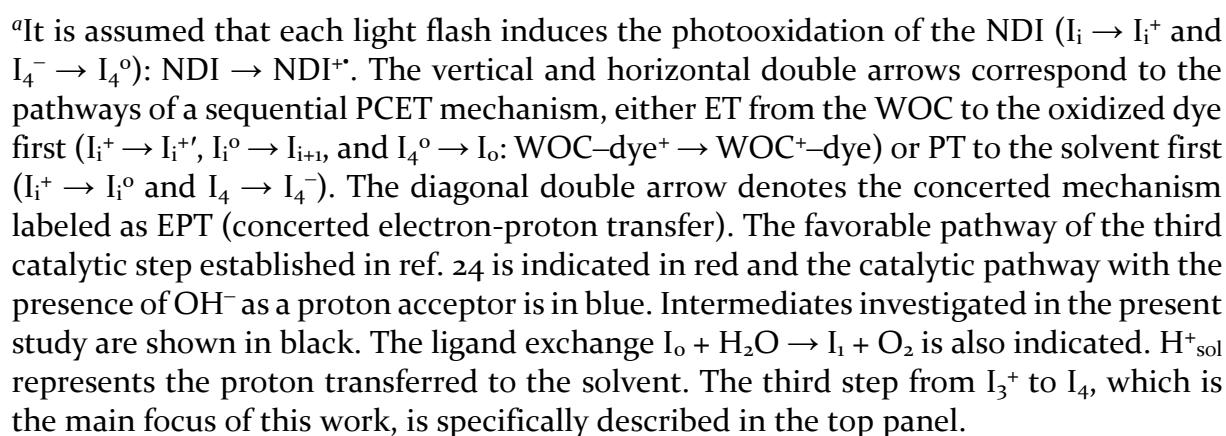 ᵃIt is assumed that each light flash induces the photooxidation of the NDI (Iᵢ → Iᵢ⁺ and
I₄⁻ → I₄⁰): NDI → NDI⁺•. The vertical and horizontal double arrows correspond to the
pathways of a sequential PCET mechanism, either ET from the WOC to the oxidized dye
first (Iᵢ⁺ → Iᵢ⁺′, Iᵢ⁰ → Iᵢ₊₁, and I₄⁰ → I₀: WOC–dye⁺ → WOC⁺–dye) or PT to the solvent first
(Iᵢ⁺ → Iᵢ⁰ and I₄ → I₄⁻). The diagonal double arrow denotes the concerted mechanism
labeled as EPT (concerted electron-proton transfer). The favorable pathway of the third
catalytic step established in ref. 24 is indicated in red and the catalytic pathway with the
presence of OH⁻ as a proton acceptor is in blue. Intermediates investigated in the present
study are shown in black. The ligand exchange I₀ + H₂O → I₁ + O₂ is also indicated. H⁺sol
represents the proton transferred to the solvent. The third step from I₃⁺ to I₄, which is
the main focus of this work, is specifically described in the top panel.